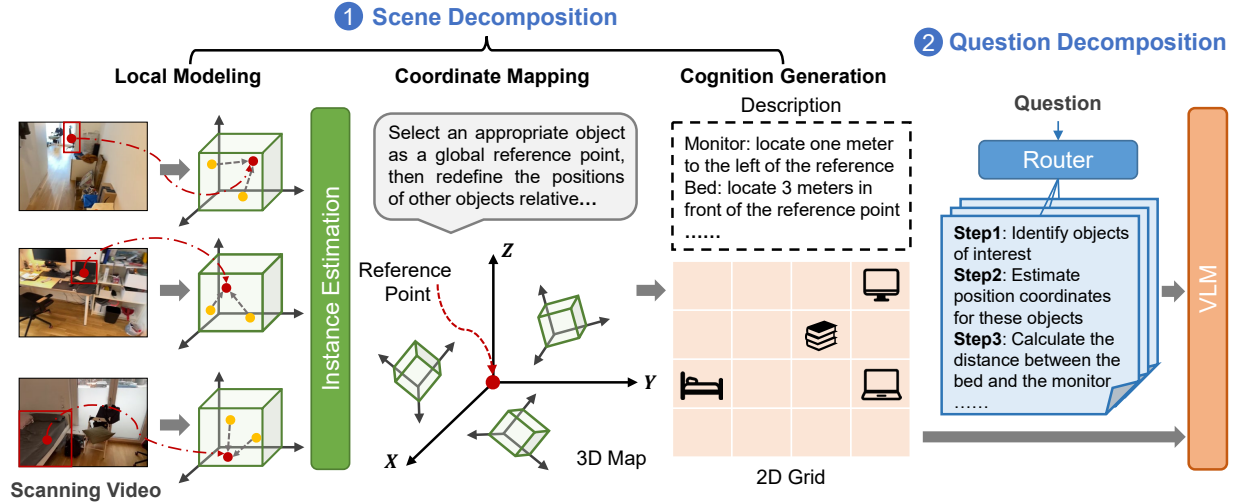 1 Scene Decomposition
2 Question Decomposition
Local Modeling
Coordinate Mapping
Cognition Generation
Scanning Video
Instance Estimation
Select an appropriate object
as a global reference point,
then redefine the positions
of other objects relative...
Reference
Point
Z
Y
X
3D Map
Description
Monitor: locate one meter
to the left of the reference
Bed: locate 3 meters in
front of the reference point
......
2D Grid
Question
Router
Step1: Identify objects
of interest
Step2: Estimate
position coordinates
for these objects
Step3: Calculate the
distance between the
bed and the monitor
......
VLM